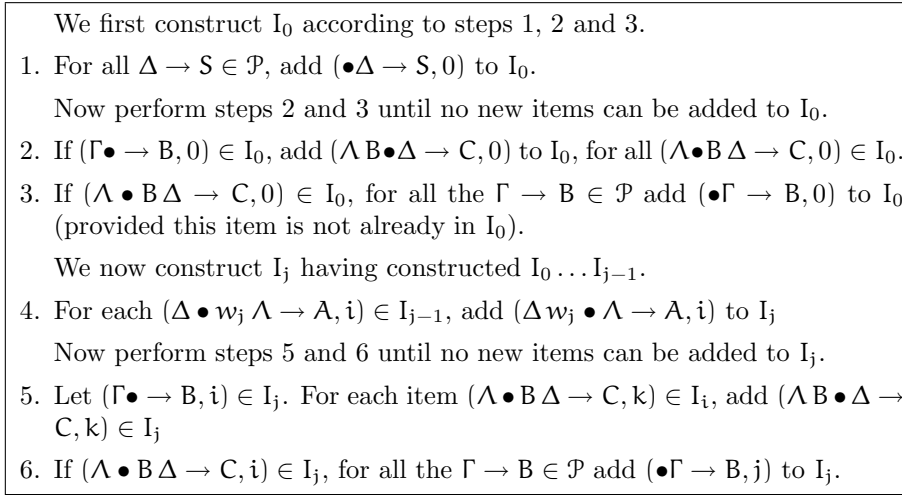 We first construct I₀ according to steps 1, 2 and 3.
1. For all Δ → S ∈ 𝒫, add (•Δ → S, 0) to I₀.
Now perform steps 2 and 3 until no new items can be added to I₀.
2. If (Γ• → B, 0) ∈ I₀, add (Λ B•Δ → C, 0) to I₀, for all (Λ•B Δ → C, 0) ∈ I₀.
3. If (Λ • B Δ → C, 0) ∈ I₀, for all the Γ → B ∈ 𝒫 add (•Γ → B, 0) to I₀
(provided this item is not already in I₀).
We now construct Iⱼ having constructed I₀ … Iⱼ₋₁.
4. For each (Δ • wⱼ Λ → A, i) ∈ Iⱼ₋₁, add (Δ wⱼ • Λ → A, i) to Iⱼ
Now perform steps 5 and 6 until no new items can be added to Iⱼ.
5. Let (Γ• → B, i) ∈ Iⱼ. For each item (Λ • B Δ → C, k) ∈ Iᵢ, add (Λ B • Δ →
C, k) ∈ Iⱼ
6. If (Λ • B Δ → C, i) ∈ Iⱼ, for all the Γ → B ∈ 𝒫 add (•Γ → B, j) to Iⱼ.